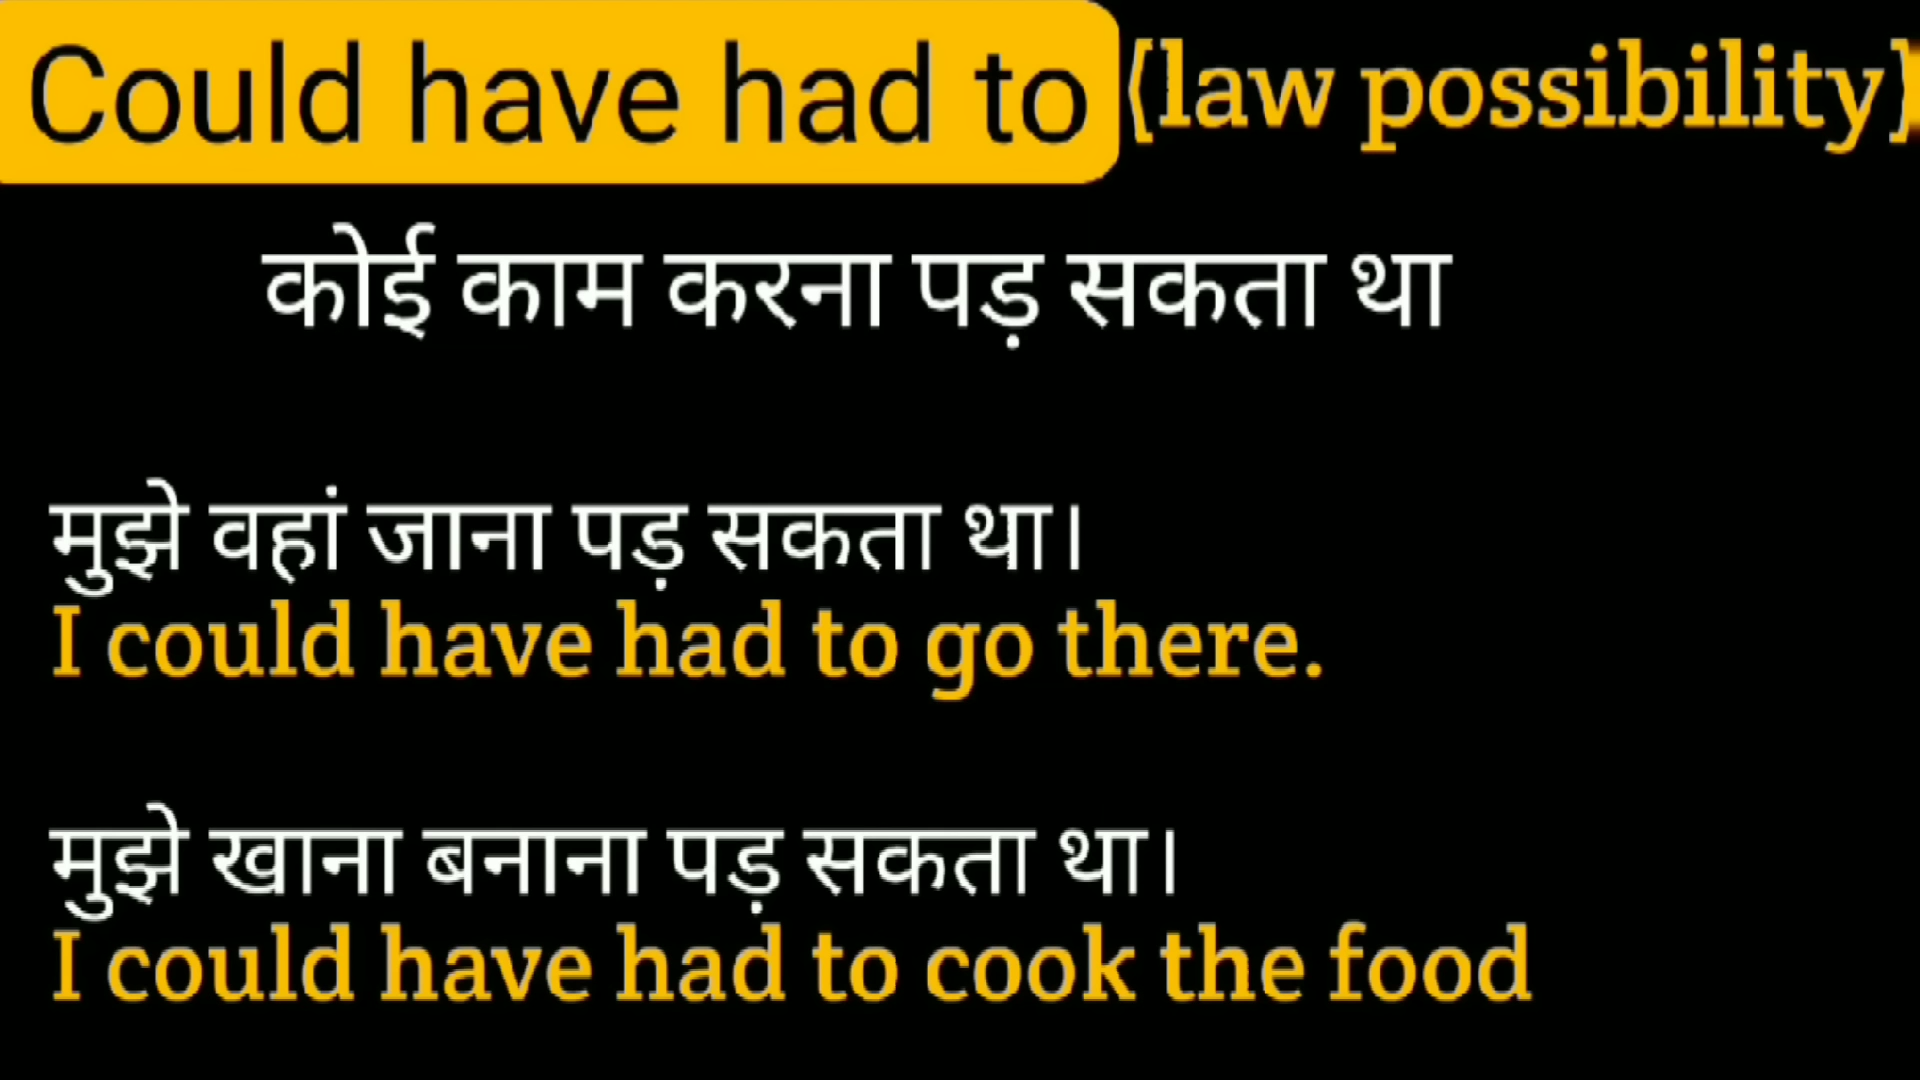 Could have had to (law possibility)
कोई काम करना पड़ सकता था
मुझे वहां जाना पड़ सकता था।
I could have had to go there.
मुझे खाना बनाना पड़ सकता था।
I could have had to cook the food